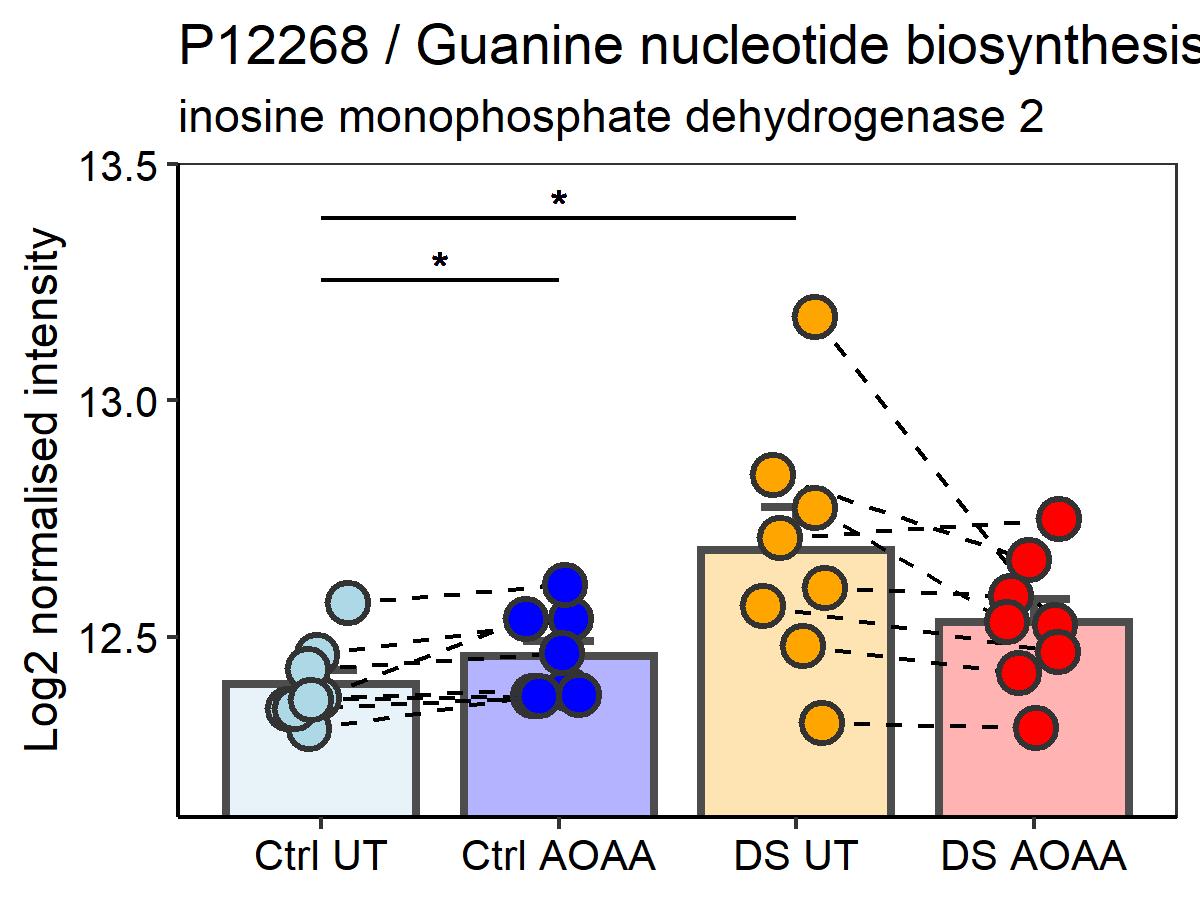 P12268 / Guanine nucleotide biosynthesis
inosine monophosphate dehydrogenase 2
Log2 normalised intensity
13.5
13.0
12.5
*
*
Ctrl UT
Ctrl AOAA
DS UT
DS AOAA